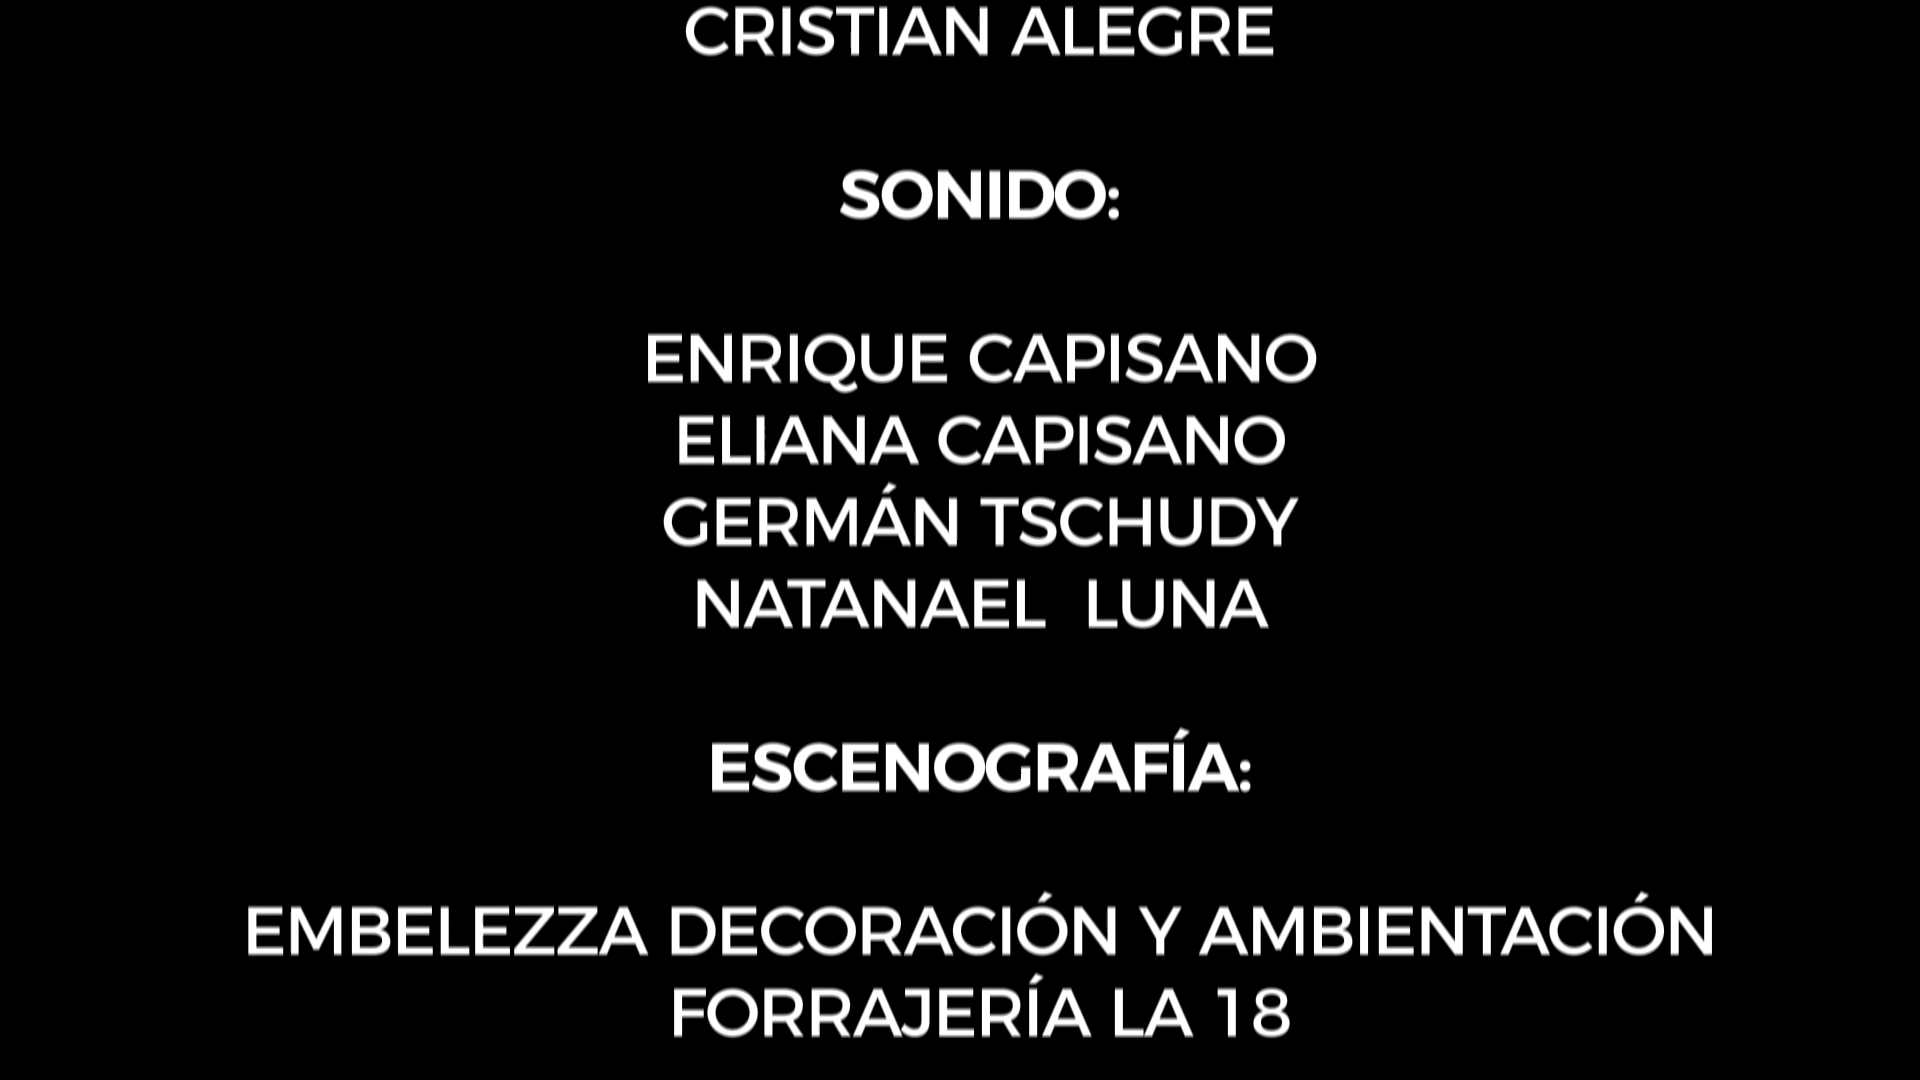 CRISTIAN ALEGRE
SONIDO:
ENRIQUE CAPISANO
ELIANA CAPISANO
GERMÁN TSCHUDY
NATANAEL  LUNA
ESCENOGRAFÍA:
EMBELEZZA DECORACIÓN Y AMBIENTACIÓN
FORRAJERÍA LA 18